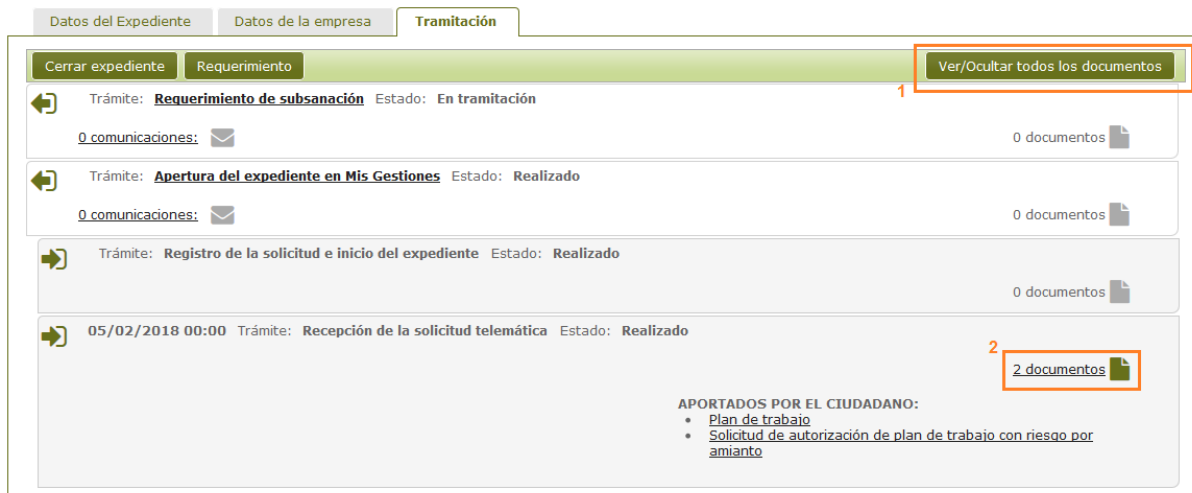 Datos del Expediente Datos de la empresa Tramitación
Cerrar expediente Requerimiento Ver/Ocultar todos los documentos
1
Trámite: Requerimiento de subsanación Estado: En tramitación
0 comunicaciones: 0 documentos
Trámite: Apertura del expediente en Mis Gestiones Estado: Realizado
0 comunicaciones: 0 documentos
Trámite: Registro de la solicitud e inicio del expediente Estado: Realizado
0 documentos
05/02/2018 00:00 Trámite: Recepción de la solicitud telemática Estado: Realizado
2
2 documentos
APORTADOS POR EL CIUDADANO:
• Plan de trabajo
• Solicitud de autorización de plan de trabajo con riesgo por
amianto